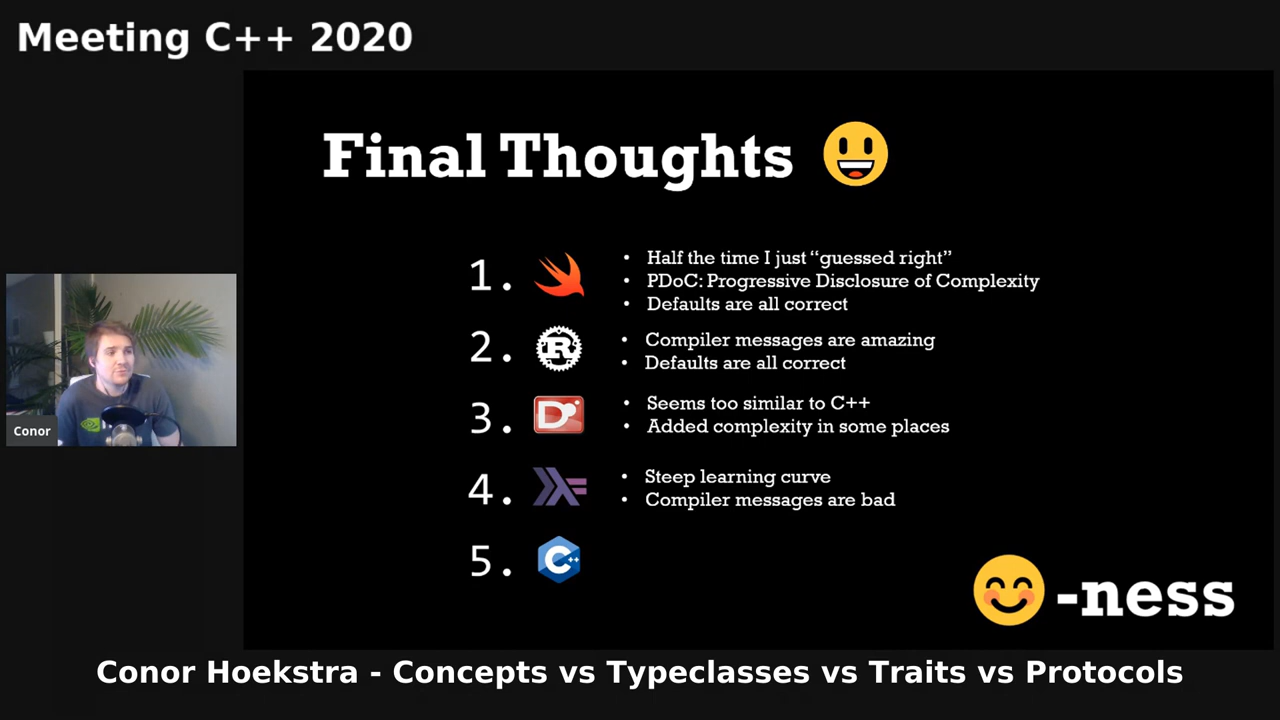 Meeting C++ 2020
Final Thoughts
1.
• Half the time I just “guessed right”
• PDoC: Progressive Disclosure of Complexity
• Defaults are all correct
2.
R
• Compiler messages are amazing
• Defaults are all correct
3.
D
• Seems too similar to C++
• Added complexity in some places
4.
• Steep learning curve
• Compiler messages are bad
5.
C++
-ness
Conor
Conor Hoekstra - Concepts vs Typeclasses vs Traits vs Protocols